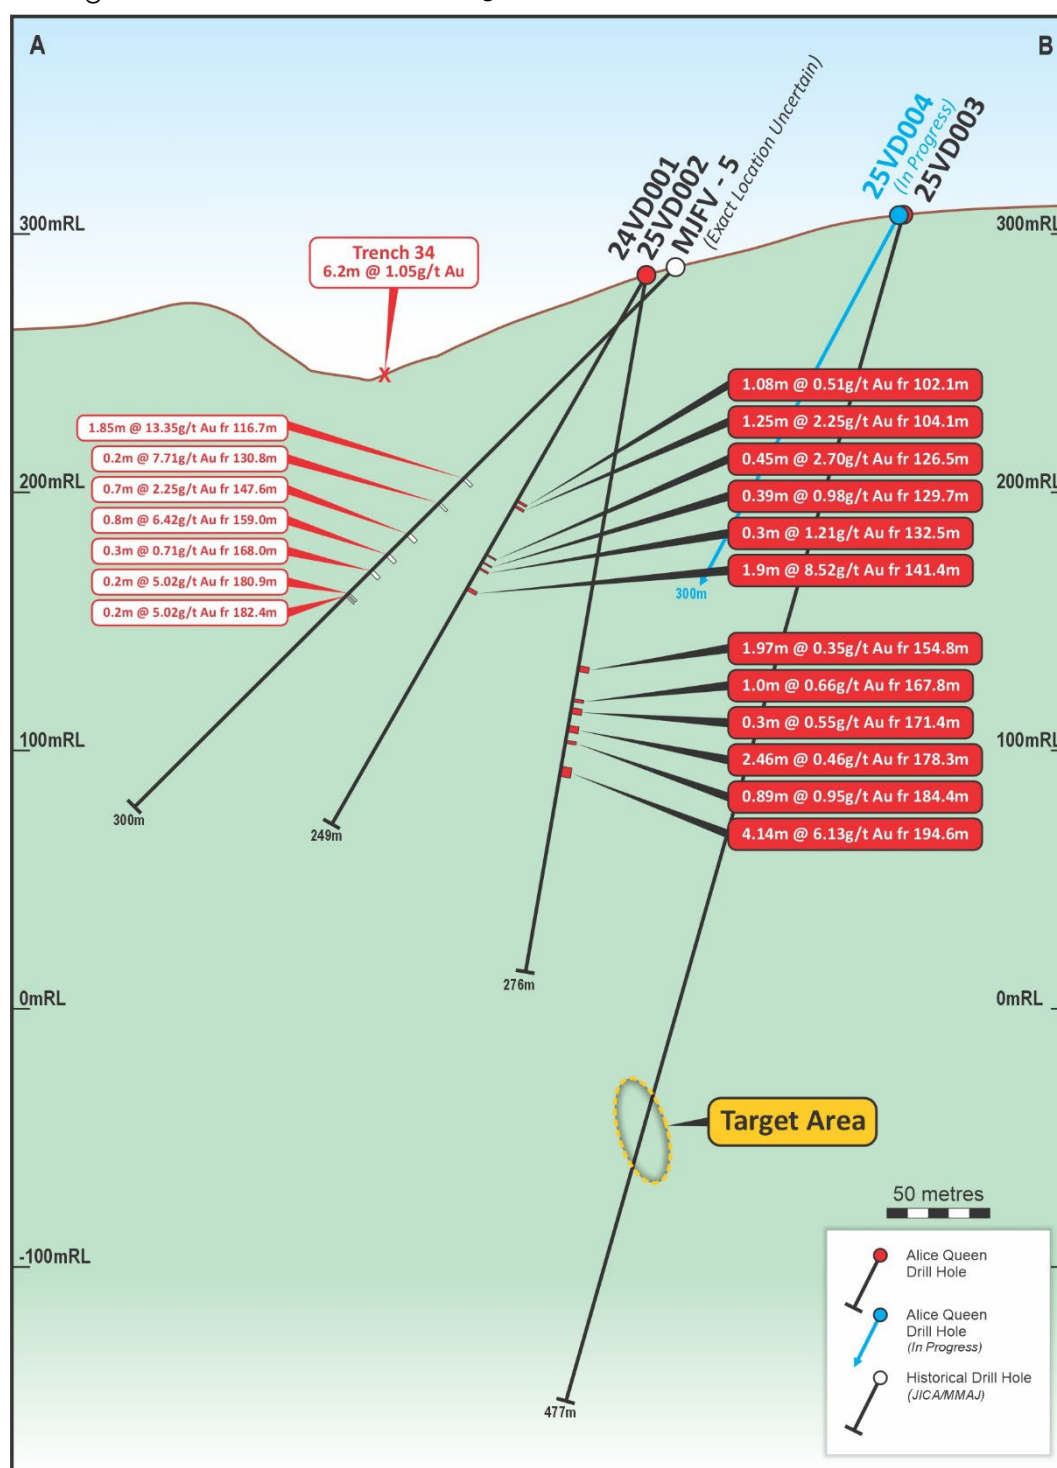 A
B
24VD001
25VD002
MJFV - 5
(Exact Location Uncertain)
25VD004
(In Progress)
25VD003
300mRL
300mRL
Trench 34
6.2m @ 1.05g/t Au
1.85m @ 13.35g/t Au fr 116.7m
0.2m @ 7.71g/t Au fr 130.8m
0.7m @ 2.25g/t Au fr 147.6m
0.8m @ 6.42g/t Au fr 159.0m
0.3m @ 0.71g/t Au fr 168.0m
0.2m @ 5.02g/t Au fr 180.9m
0.2m @ 5.02g/t Au fr 182.4m
1.08m @ 0.51g/t Au fr 102.1m
1.25m @ 2.25g/t Au fr 104.1m
0.45m @ 2.70g/t Au fr 126.5m
0.39m @ 0.98g/t Au fr 129.7m
0.3m @ 1.21g/t Au fr 132.5m
1.9m @ 8.52g/t Au fr 141.4m
200mRL
200mRL
300m
1.97m @ 0.35g/t Au fr 154.8m
1.0m @ 0.66g/t Au fr 167.8m
0.3m @ 0.55g/t Au fr 171.4m
2.46m @ 0.46g/t Au fr 178.3m
0.89m @ 0.95g/t Au fr 184.4m
4.14m @ 6.13g/t Au fr 194.6m
100mRL
100mRL
300m
249m
276m
0mRL
0mRL
Target Area
50 metres
-100mRL
477m
Alice Queen
Drill Hole
Alice Queen
Drill Hole
(In Progress)
Historical Drill Hole
(JICA/MMAJ)